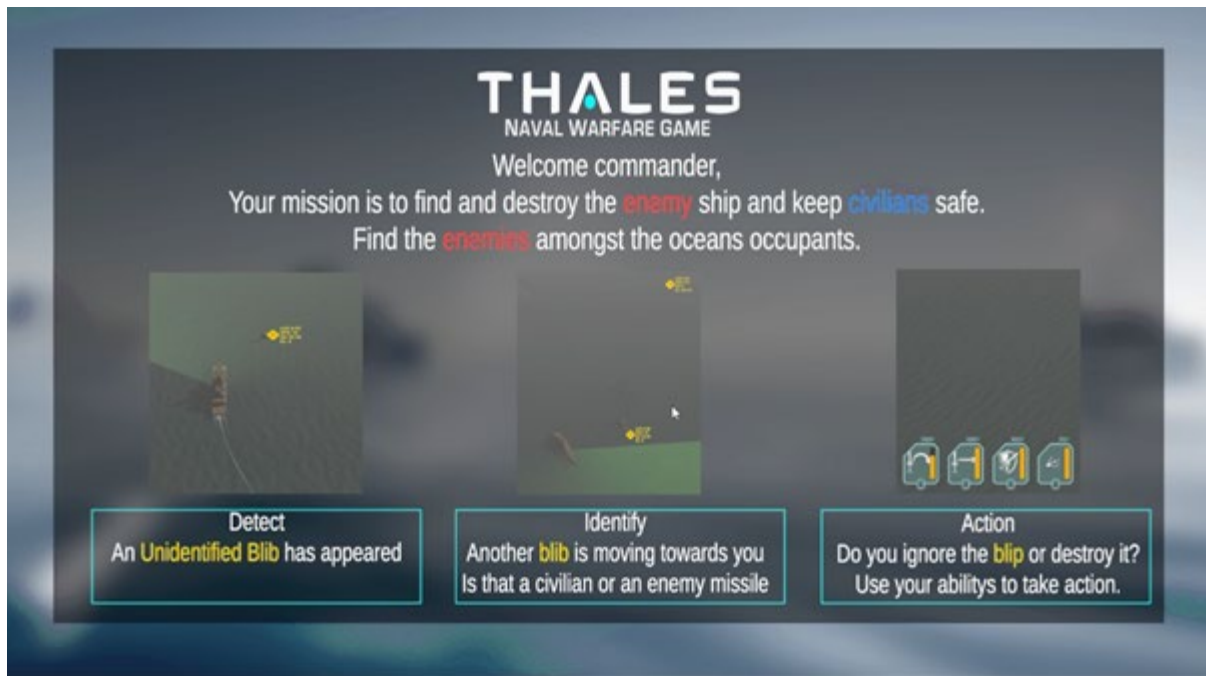 THALES
NAVAL WARFARE GAME
Welcome commander,
Your mission is to find and destroy the enemy ship and keep civilians safe.
Find the enemies amongst the oceans occupants.
Detect
An Unidentified Blib has appeared
Identify
Another blib is moving towards you
Is that a civilian or an enemy missile
Action
Do you ignore the blip or destroy it?
Use your abilitys to take action.